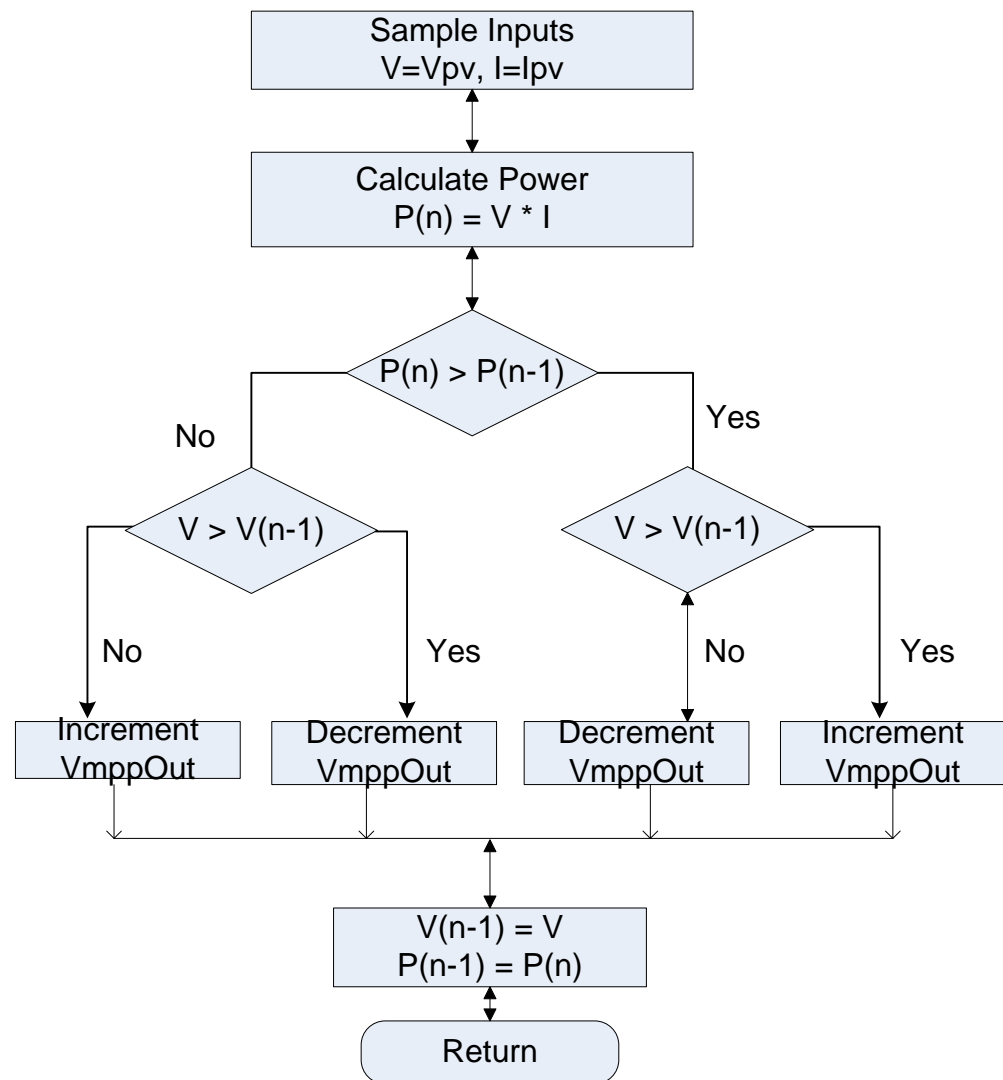 Sample Inputs
V=Vpv, I=Ipv
Calculate Power
P(n) = V * I
P(n) > P(n-1)
No
Yes
V > V(n-1)
V > V(n-1)
No
Yes
No
Yes
Increment
VmppOut
Decrement
VmppOut
Decrement
VmppOut
Increment
VmppOut
V(n-1) = V
P(n-1) = P(n)
Return